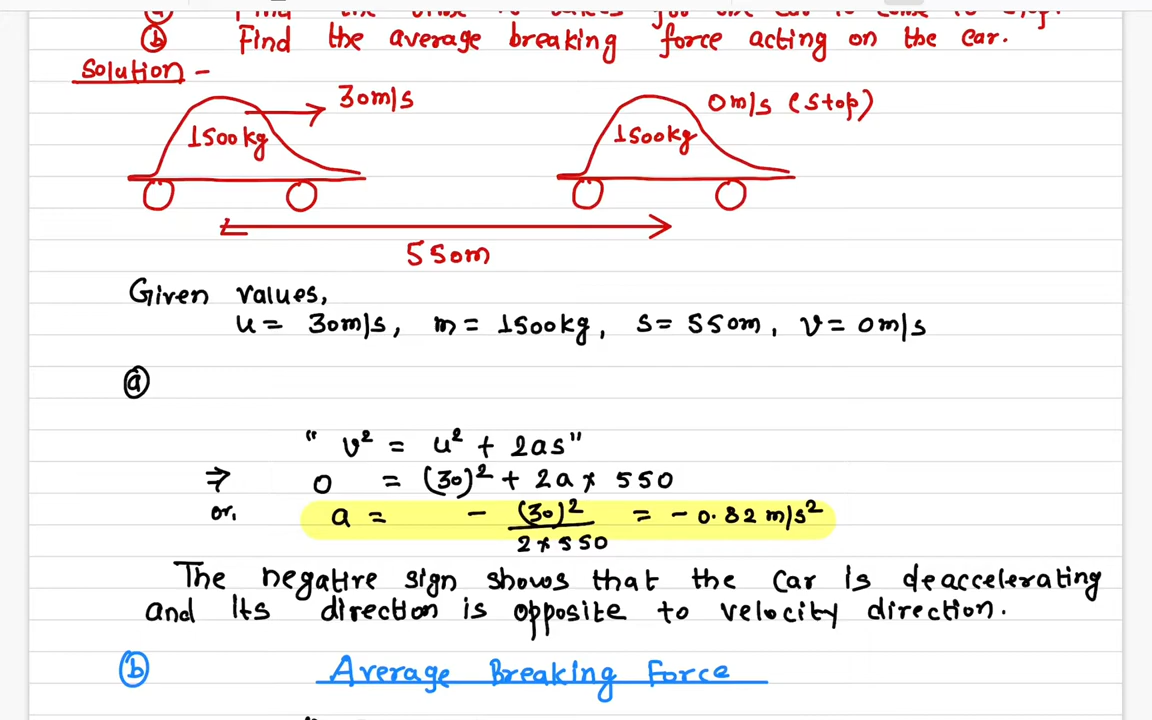 ⓑ Find the average breaking force acting on the car.
Solution -
30m/s
0m/s (stop)
1500kg
1500kg
550m
Given values,
u = 30m/s, m = 1500kg, s = 550m, v = 0m/s
ⓐ
" v² = u² + 2as"
⇒ 0 = (30)² + 2a × 550
or, a = - (30)² / 2 × 550 = - 0.82 m/s²
The negative sign shows that the car is deaccelerating
and its direction is opposite to velocity direction.
ⓑ Average Breaking Force